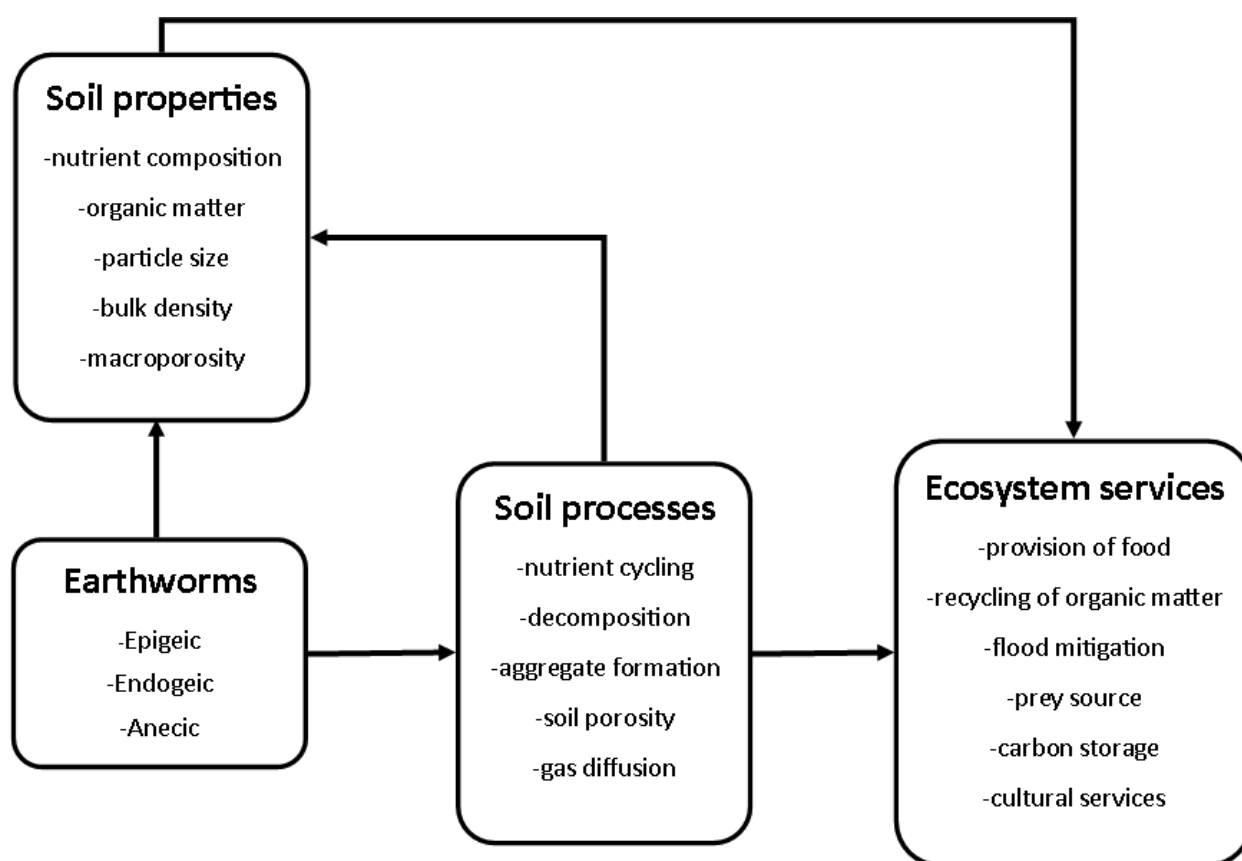 Soil properties
-nutrient composition
-organic matter
-particle size
-bulk density
-macroporosity
Earthworms
-Epigeic
-Endogeic
-Anecic
Soil processes
-nutrient cycling
-decomposition
-aggregate formation
-soil porosity
-gas diffusion
Ecosystem services
-provision of food
-recycling of organic matter
-flood mitigation
-prey source
-carbon storage
-cultural services